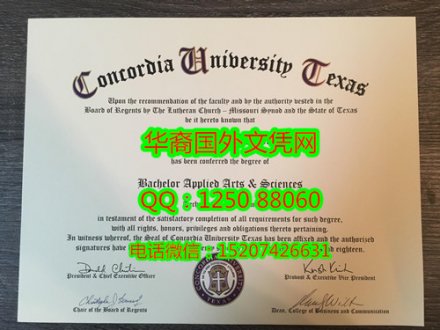 Concordia University Texas
Upon the recommendation of the faculty and by the authority vested in the
Board of Regents by The Lutheran Church – Missouri Synod and the State of Texas
be it hereto known that
华裔国外文凭网
has been conferred the degree of
Bachelor Applied Arts & Sciences
QQ：1250-88060
in testament of the satisfactory completion of all requirements for such degree,
with all rights, honors, privileges and obligations thereto pertaining.
In witness whereof, the Seal of Concordia University Texas has been affixed and the authorized
signatures have eighteen.
电话微信：15207426631
President & Chief Executive Officer
Provost & Executive Vice President
Chair of the Board of Regents
Dean, College of Business and Communication